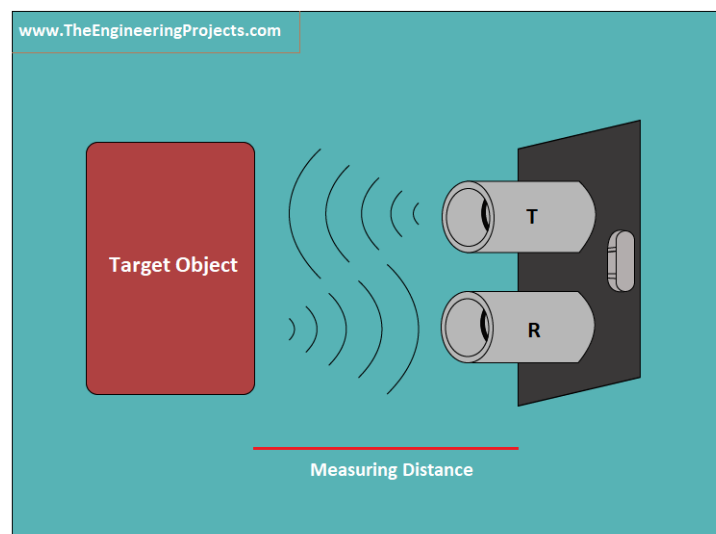 www.TheEngineeringProjects.com
T
Target Object
R
Measuring Distance